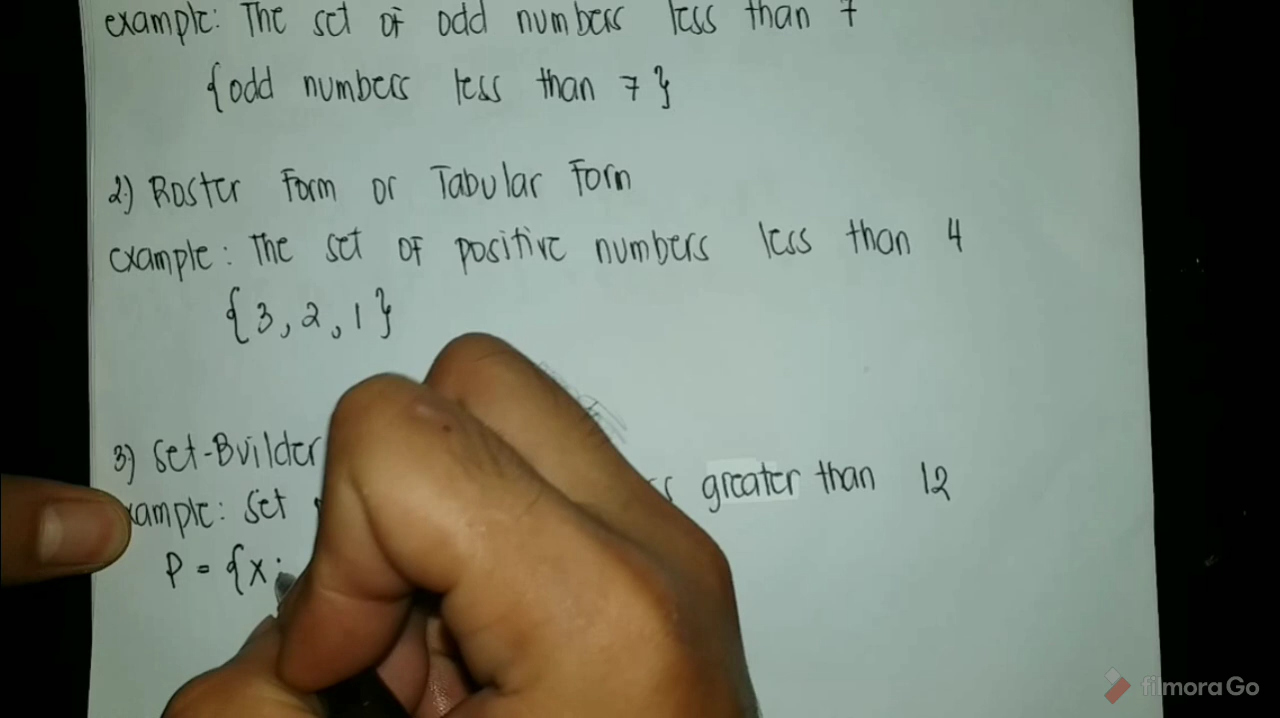 example: The set of odd numbers less than 7
{odd numbers less than 7}
2) Roster Form or Tabular Form
example: The set of positive numbers less than 4
{3, 2, 1}
3) Set-Builder
example: Set greater than 12
P = {x:
filmoraGo